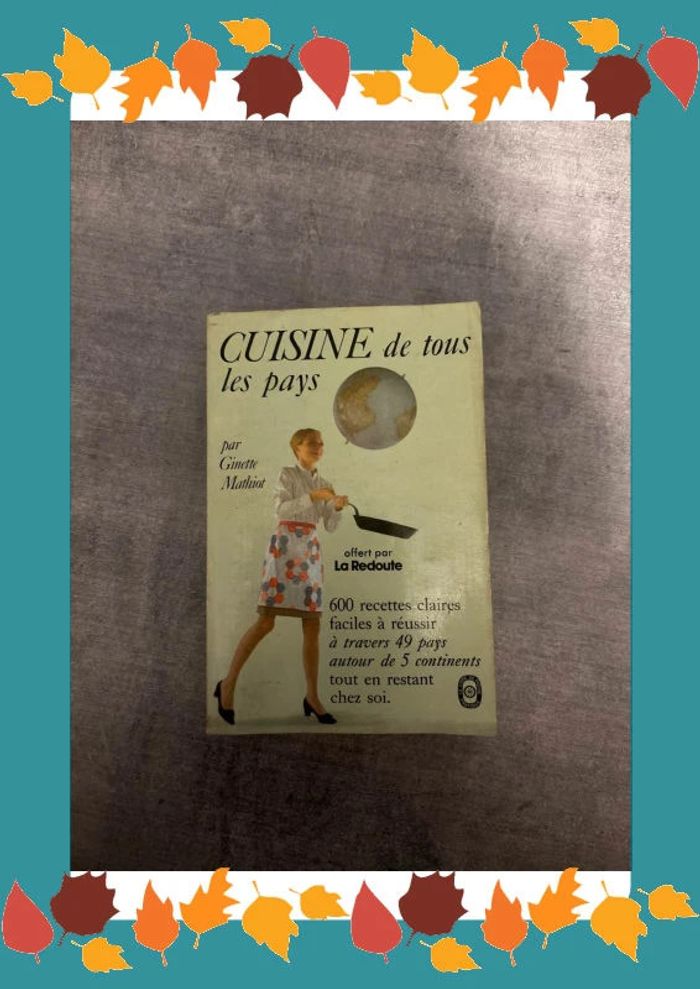 CUISINE de tous
les pays
par
Ginette
Mathiot
offert par
La Redoute
600 recettes claires
faciles à réussir
à travers 49 pays
autour de 5 continents
tout en restant
chez soi.